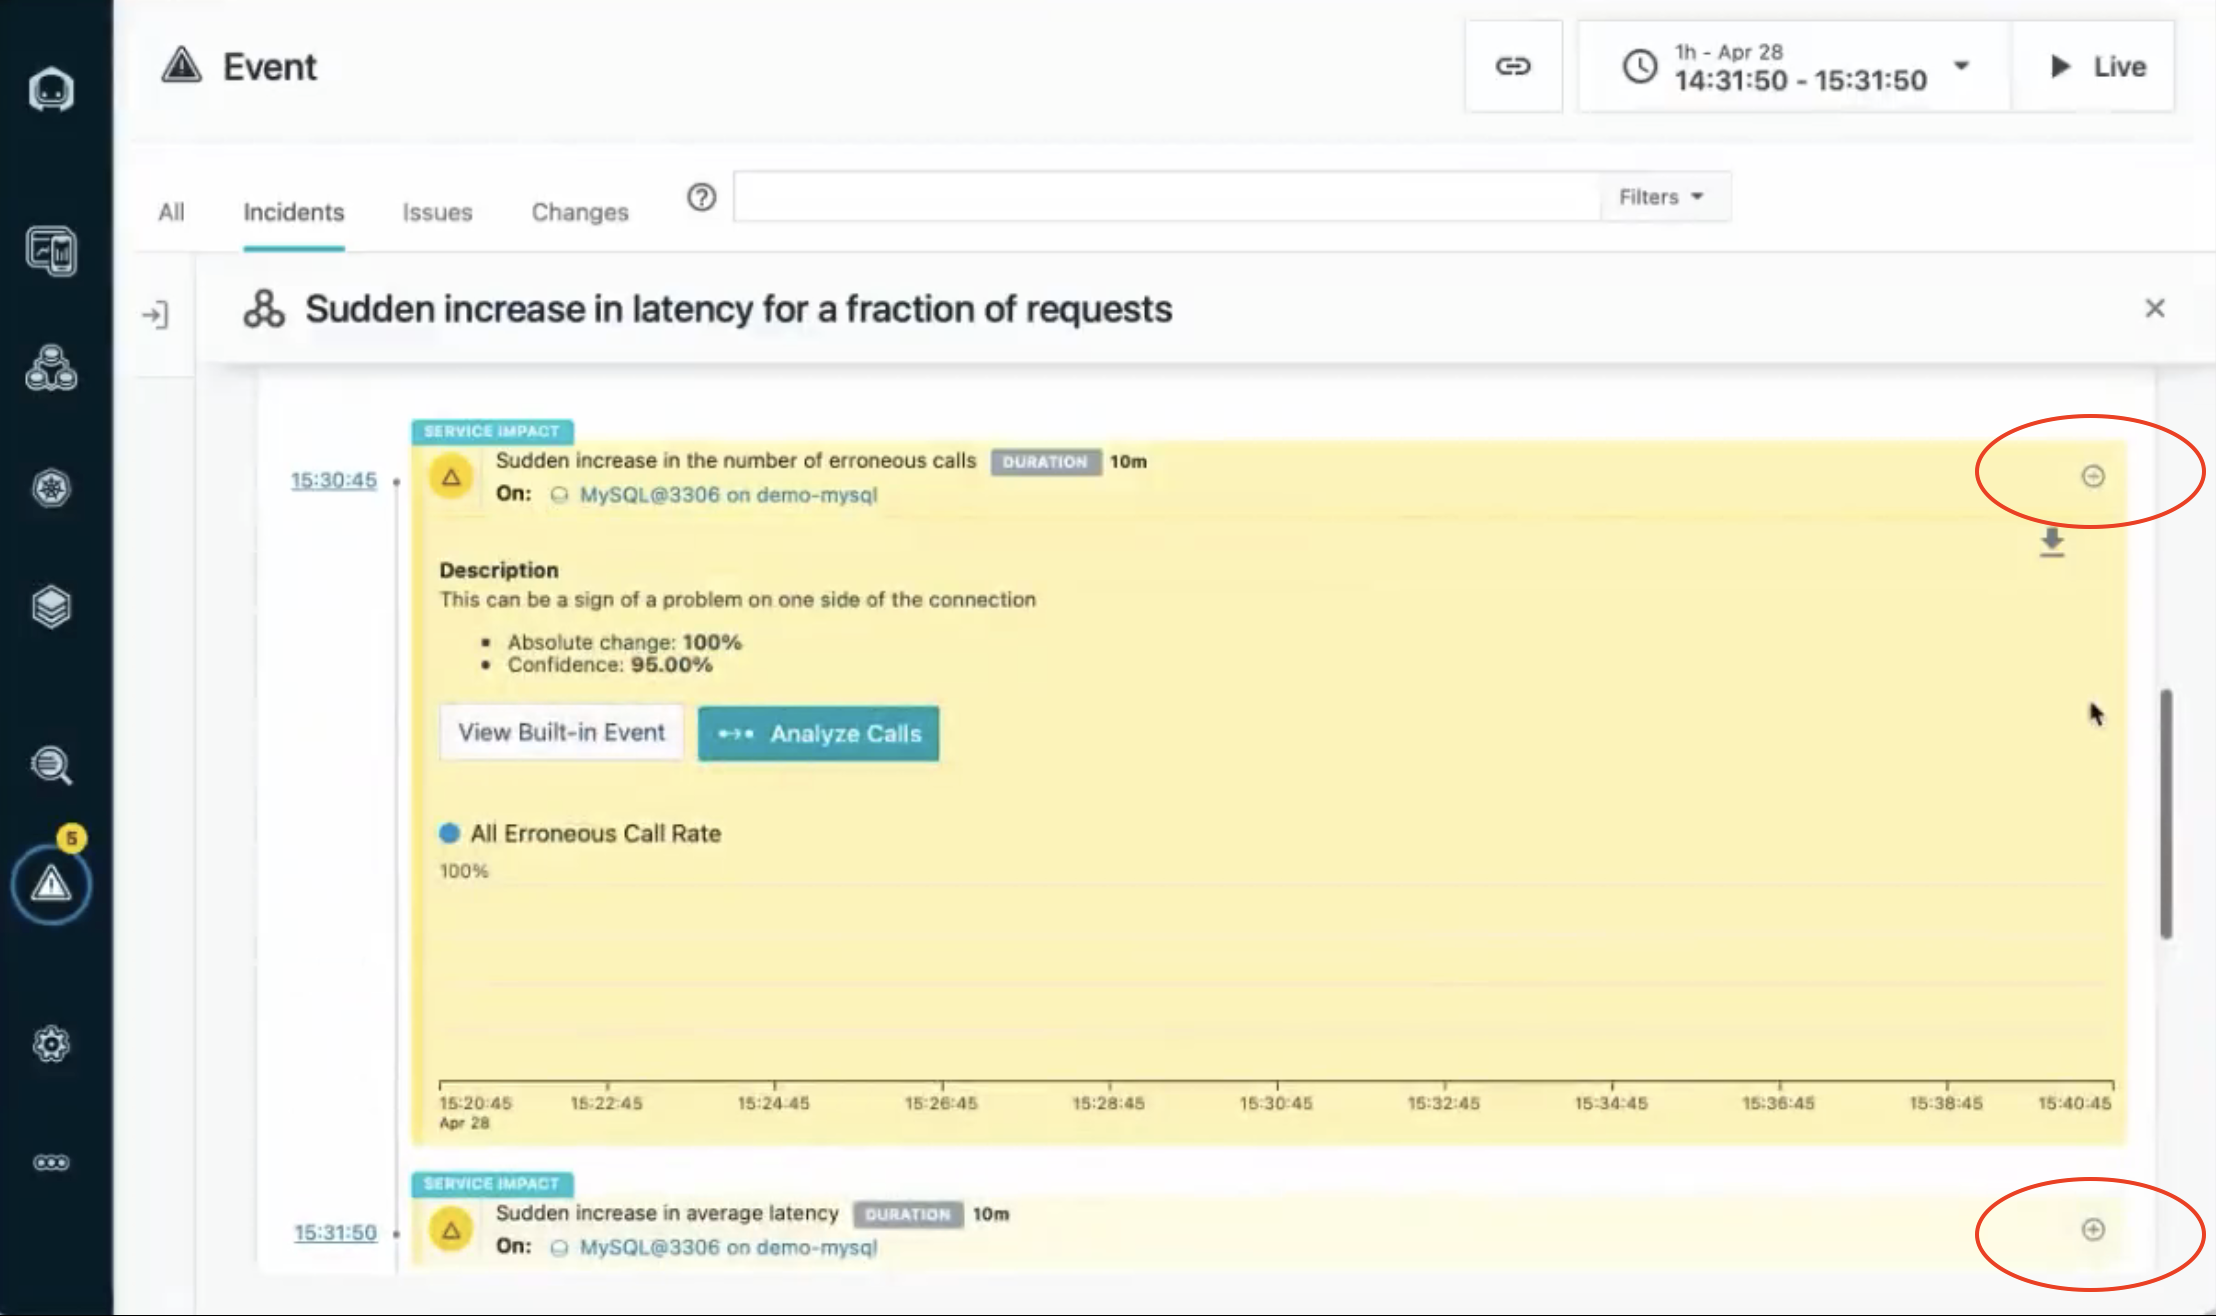 Event
1h - Apr 28
14:31:50 - 15:31:50
Live
All
Incidents
Issues
Changes
?
Filters
Sudden increase in latency for a fraction of requests
SERVICE IMPACT
15:30:45
Sudden increase in the number of erroneous calls DURATION 10m
On: MySQL@3306 on demo-mysql
Description
This can be a sign of a problem on one side of the connection
• Absolute change: 100%
• Confidence: 95.00%
View Built-in Event
Analyze Calls
5
All Erroneous Call Rate
100%
15:20:45 15:22:45 15:24:45 15:26:45 15:28:45 15:30:45 15:32:45 15:34:45 15:36:45 15:38:45 15:40:45
Apr 28
SERVICE IMPACT
15:31:50
Sudden increase in average latency DURATION 10m
On: MySQL@3306 on demo-mysql